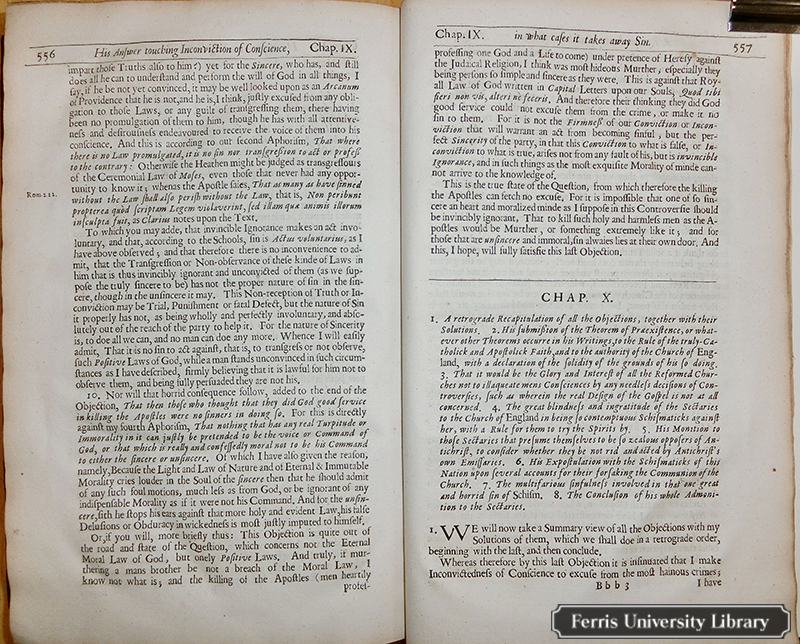 556 His Answer touching Inconviction of Conscience, Chap. IX.
impart those Truths also to him?) yet for the Sincere, who has, and still
does all he can to understand and perform the will of God in all things, I
say, if he be not yet convinced, it may be well looked upon as an Arcanum
of Providence that he is not, and he is, I think, justly excused from any obli-
gation to those Laws, or any guilt of transgressing them, there having
been no promulgation of them to him, though he has with all attentive-
ness and desirousness endeavoured to receive the voice of them into his
conscience. And this is according to our second Aphorism, That where
there is no Law promulgated, it is no sin nor transgression to act or profess
to the contrary: Otherwise the Heathen might be judged as transgressours
of the Ceremonial Law of Moses, even those that never had any oppor-
tunity to know it; whenas the Apostle saies, That as many as have sinned
Rom. 2.12.
without the Law shall also perish without the Law, that is, Non peribunt
propterea quòd scriptam Legem violaverint, sed illam quæ animis illorum
insculpta fuit, as Clarius notes upon the Text.
To which you may adde, that invincible Ignorance makes an act invo-
luntary, and that, according to the Schools, sin is Actus voluntarius, as I
have above observed; and that therefore there is no inconvenience to ad-
mit, that the Transgression or Non-observance of these kinde of Laws in
him that is thus invincibly ignorant and unconvicted of them (as we sup-
pose the truly sincere to be) has not the proper nature of sin in the sin-
cere, though in the unsincere it may. This Non-reception of Truth or In-
conviction may be Trial, Punishment or fatal Defect, but the nature of Sin
it properly has not, as being wholly and perfectly involuntary, and abso-
lutely out of the reach of the party to help it. For the nature of Sincerity
is, to doe all we can, and no man can doe any more. Whence I will easily
admit, That it is no sin to act against, that is, to transgress or not observe,
such Positive Laws of God, while a man stands unconvinced in such circum-
stances as I have described, firmly believing that it is lawful for him not to
observe them, and being fully persuaded they are not his.
10. Nor will that horrid consequence follow, added to the end of the
Objection, That then those who thought that they did God good service
in killing the Apostles were no sinners in doing so. For this is directly
against my fourth Aphorism, That nothing that has any real Turpitude or
Immorality in it can justly be pretended to be the voice or Command of
God, or that which is really and confessedly moral not to be his Command
to either the sincere or unsincere. Of which I have also given the reason,
namely, Because the Light and Law of Nature and of Eternal & Immutable
Morality cries louder in the Soul of the sincere then that he should admit
of any such soul motions, much less as from God, or be ignorant of any
indispensable Morality as if it were not his Command. And for the unsin-
cere, sith he stops his ears against that more holy and evident Law, his false
Delusions or Obduracy in wickedness is most justly imputed to himself.
Or, if you will, more briefly thus: This Objection is quite out of
the road and state of the Question, which concerns not the Eternal
Moral Law of God, but onely Positive Laws. And truly, if mur-
thering a mans brother be not a breach of the Moral Law, I
know not what is; and the killing of the Apostles (men heartily
profes-
Chap. IX. in what cases it takes away Sin. 557
professing one God and a Life to come) under pretence of Heresy against
the Judaical Religion, I think was most hideous Murther, especially they
being persons so simple and sincere as they were. This is against that Roy-
all Law of God written in Capital Letters upon our Souls, Quod tibi
fieri non vis, alteri ne feceris. And therefore their thinking they did God
good service could not excuse them from the crime, or make it no
sin to them. For it is not the Firmness of our Conviction or Incon-
viction that will warrant an act from becoming sinful, but the per-
fect Sincerity of the party, in that this Conviction to what is false, or In-
conviction to what is true, arises not from any fault of his, but is invincible
Ignorance, and in such things as the most exquisite Morality of minde can-
not arrive to the knowledge of.
This is the true state of the Question, from which therefore the killing
the Apostles can fetch no excuse. For it is impossible that one of so sin-
cere an heart and moralized minde as I suppose in this Controversie should
be invincibly ignorant, That to kill such holy and harmless men as the A-
postles would be Murther, or something extremely like it; and for
those that are unsincere and immoral, sin alwaies lies at their own door. And
this, I hope, will fully satisfie this last Objection.
CHAP. X.
1. A retrograde Recapitulation of all the Objections, together with their
Solutions. 2. His submission of the Theorem of Præexistence, or what-
ever other Theorems occurre in his Writings, to the Rule of the truly-Ca-
tholick and Apostolick Faith, and to the authority of the Church of Eng-
land, with a declaration of the solidity of the grounds of his so doing.
3. That it would be the Glory and Interest of all the Reformed Chur-
ches not to illaqueate mens Consciences by any needless decisions of Con-
troversies, such as wherein the real Design of the Gospel is not at all
concerned. 4. The great blindness and ingratitude of the Sectaries
to the Church of England in being so contemptuous Schismaticks against
her, with a Rule for them to try the Spirits by. 5. His Monition to
those Sectaries that presume themselves to be so zealous opposers of An-
tichrist, to consider whether they be not rid and acted by Antichrist's
own Emissaries. 6. His Expostulation with the Schismaticks of this
Nation upon several accounts for their forsaking the Communion of the
Church. 7. The multifarious sinfulness involved in that one great
and horrid sin of Schism. 8. The Conclusion of his whole Admoni-
tion to the Sectaries.
1. WE will now take a Summary view of all the Objections with my
Solutions of them, which we shall doe in a retrograde order,
beginning with the last, and then conclude.
Whereas therefore by this last Objection it is insinuated that I make
Inconvictedness of Conscience to excuse from the most hainous crimes;
Bbb 3 I have
Ferris University Library